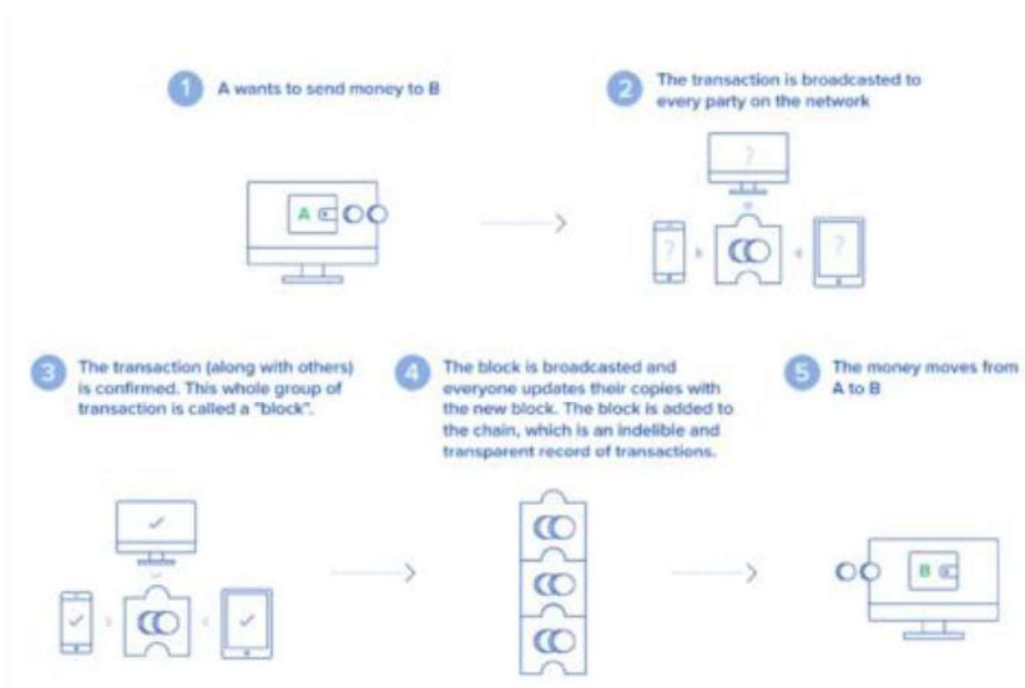 1 A wants to send money to B
2 The transaction is broadcasted to
every party on the network
A
?
? ?
3 The transaction (along with others)
is confirmed. This whole group of
transaction is called a "block".
4 The block is broadcasted and
everyone updates their copies with
the new block. The block is added to
the chain, which is an indelible and
transparent record of transactions.
5 The money moves from
A to B
B